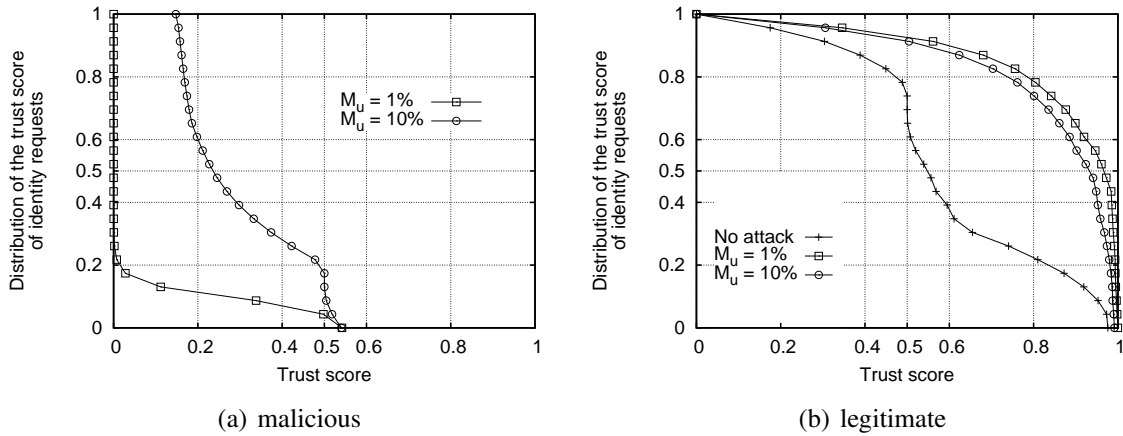 Distribution of the trust score
of identity requests
1
0.8
0.6
0.4
0.2
0
M_u = 1%
M_u = 10%
0 0.2 0.4 0.5 0.6 0.8 1
Trust score
(a) malicious
Distribution of the trust score
of identity requests
1
0.8
0.6
0.4
0.2
0
No attack
M_u = 1%
M_u = 10%
0 0.2 0.4 0.5 0.6 0.8 1
Trust score
(b) legitimate